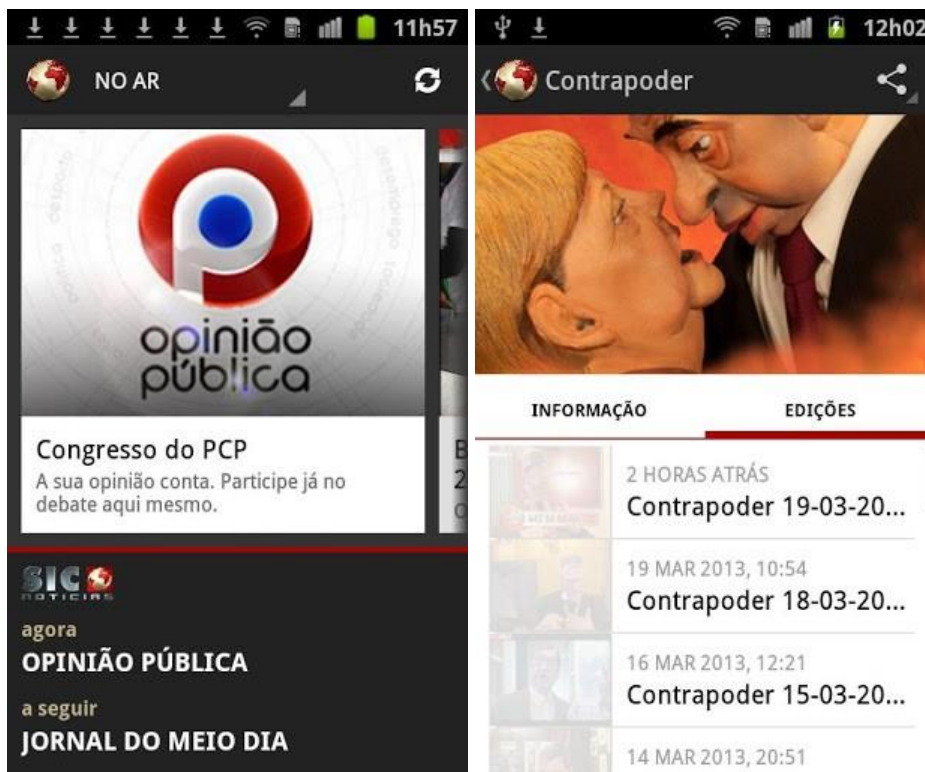 11h57
NO AR
opinião
pública
Congresso do PCP
A sua opinião conta. Participe já no
debate aqui mesmo.
SIC
NOTICIAS
agora
OPINIÃO PÚBLICA
a seguir
JORNAL DO MEIO DIA
12h02
Contrapoder
INFORMAÇÃO
EDIÇÕES
2 HORAS ATRÁS
Contrapoder 19-03-20...
19 MAR 2013, 10:54
Contrapoder 18-03-20...
16 MAR 2013, 12:21
Contrapoder 15-03-20...
14 MAR 2013, 20:51